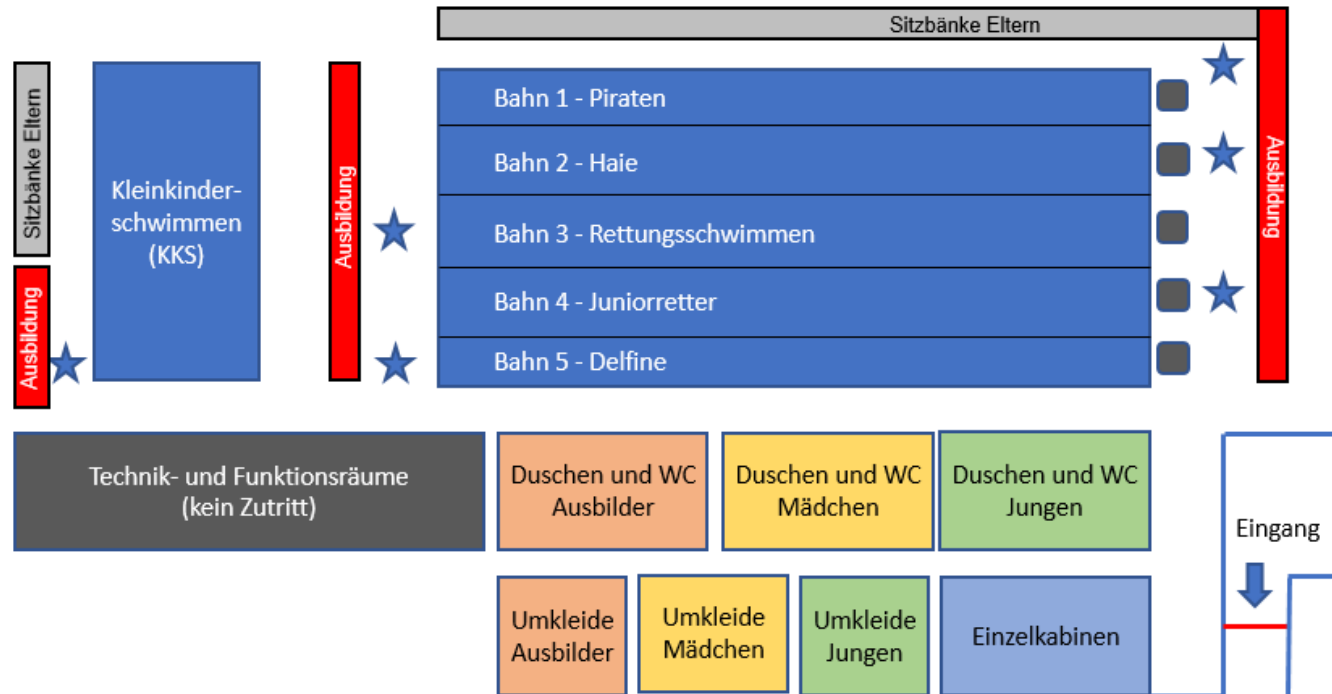 Sitzbänke Eltern
Sitzbänke Eltern
Ausbildung
Kleinkinder-
schwimmen
(KKS)
Ausbildung
Bahn 1 - Piraten
Bahn 2 - Haie
Bahn 3 - Rettungsschwimmen
Bahn 4 - Juniorretter
Bahn 5 - Delfine
Ausbildung
Technik- und Funktionsräume
(kein Zutritt)
Duschen und WC
Ausbilder
Duschen und WC
Mädchen
Duschen und WC
Jungen
Eingang
Umkleide
Ausbilder
Umkleide
Mädchen
Umkleide
Jungen
Einzelkabinen